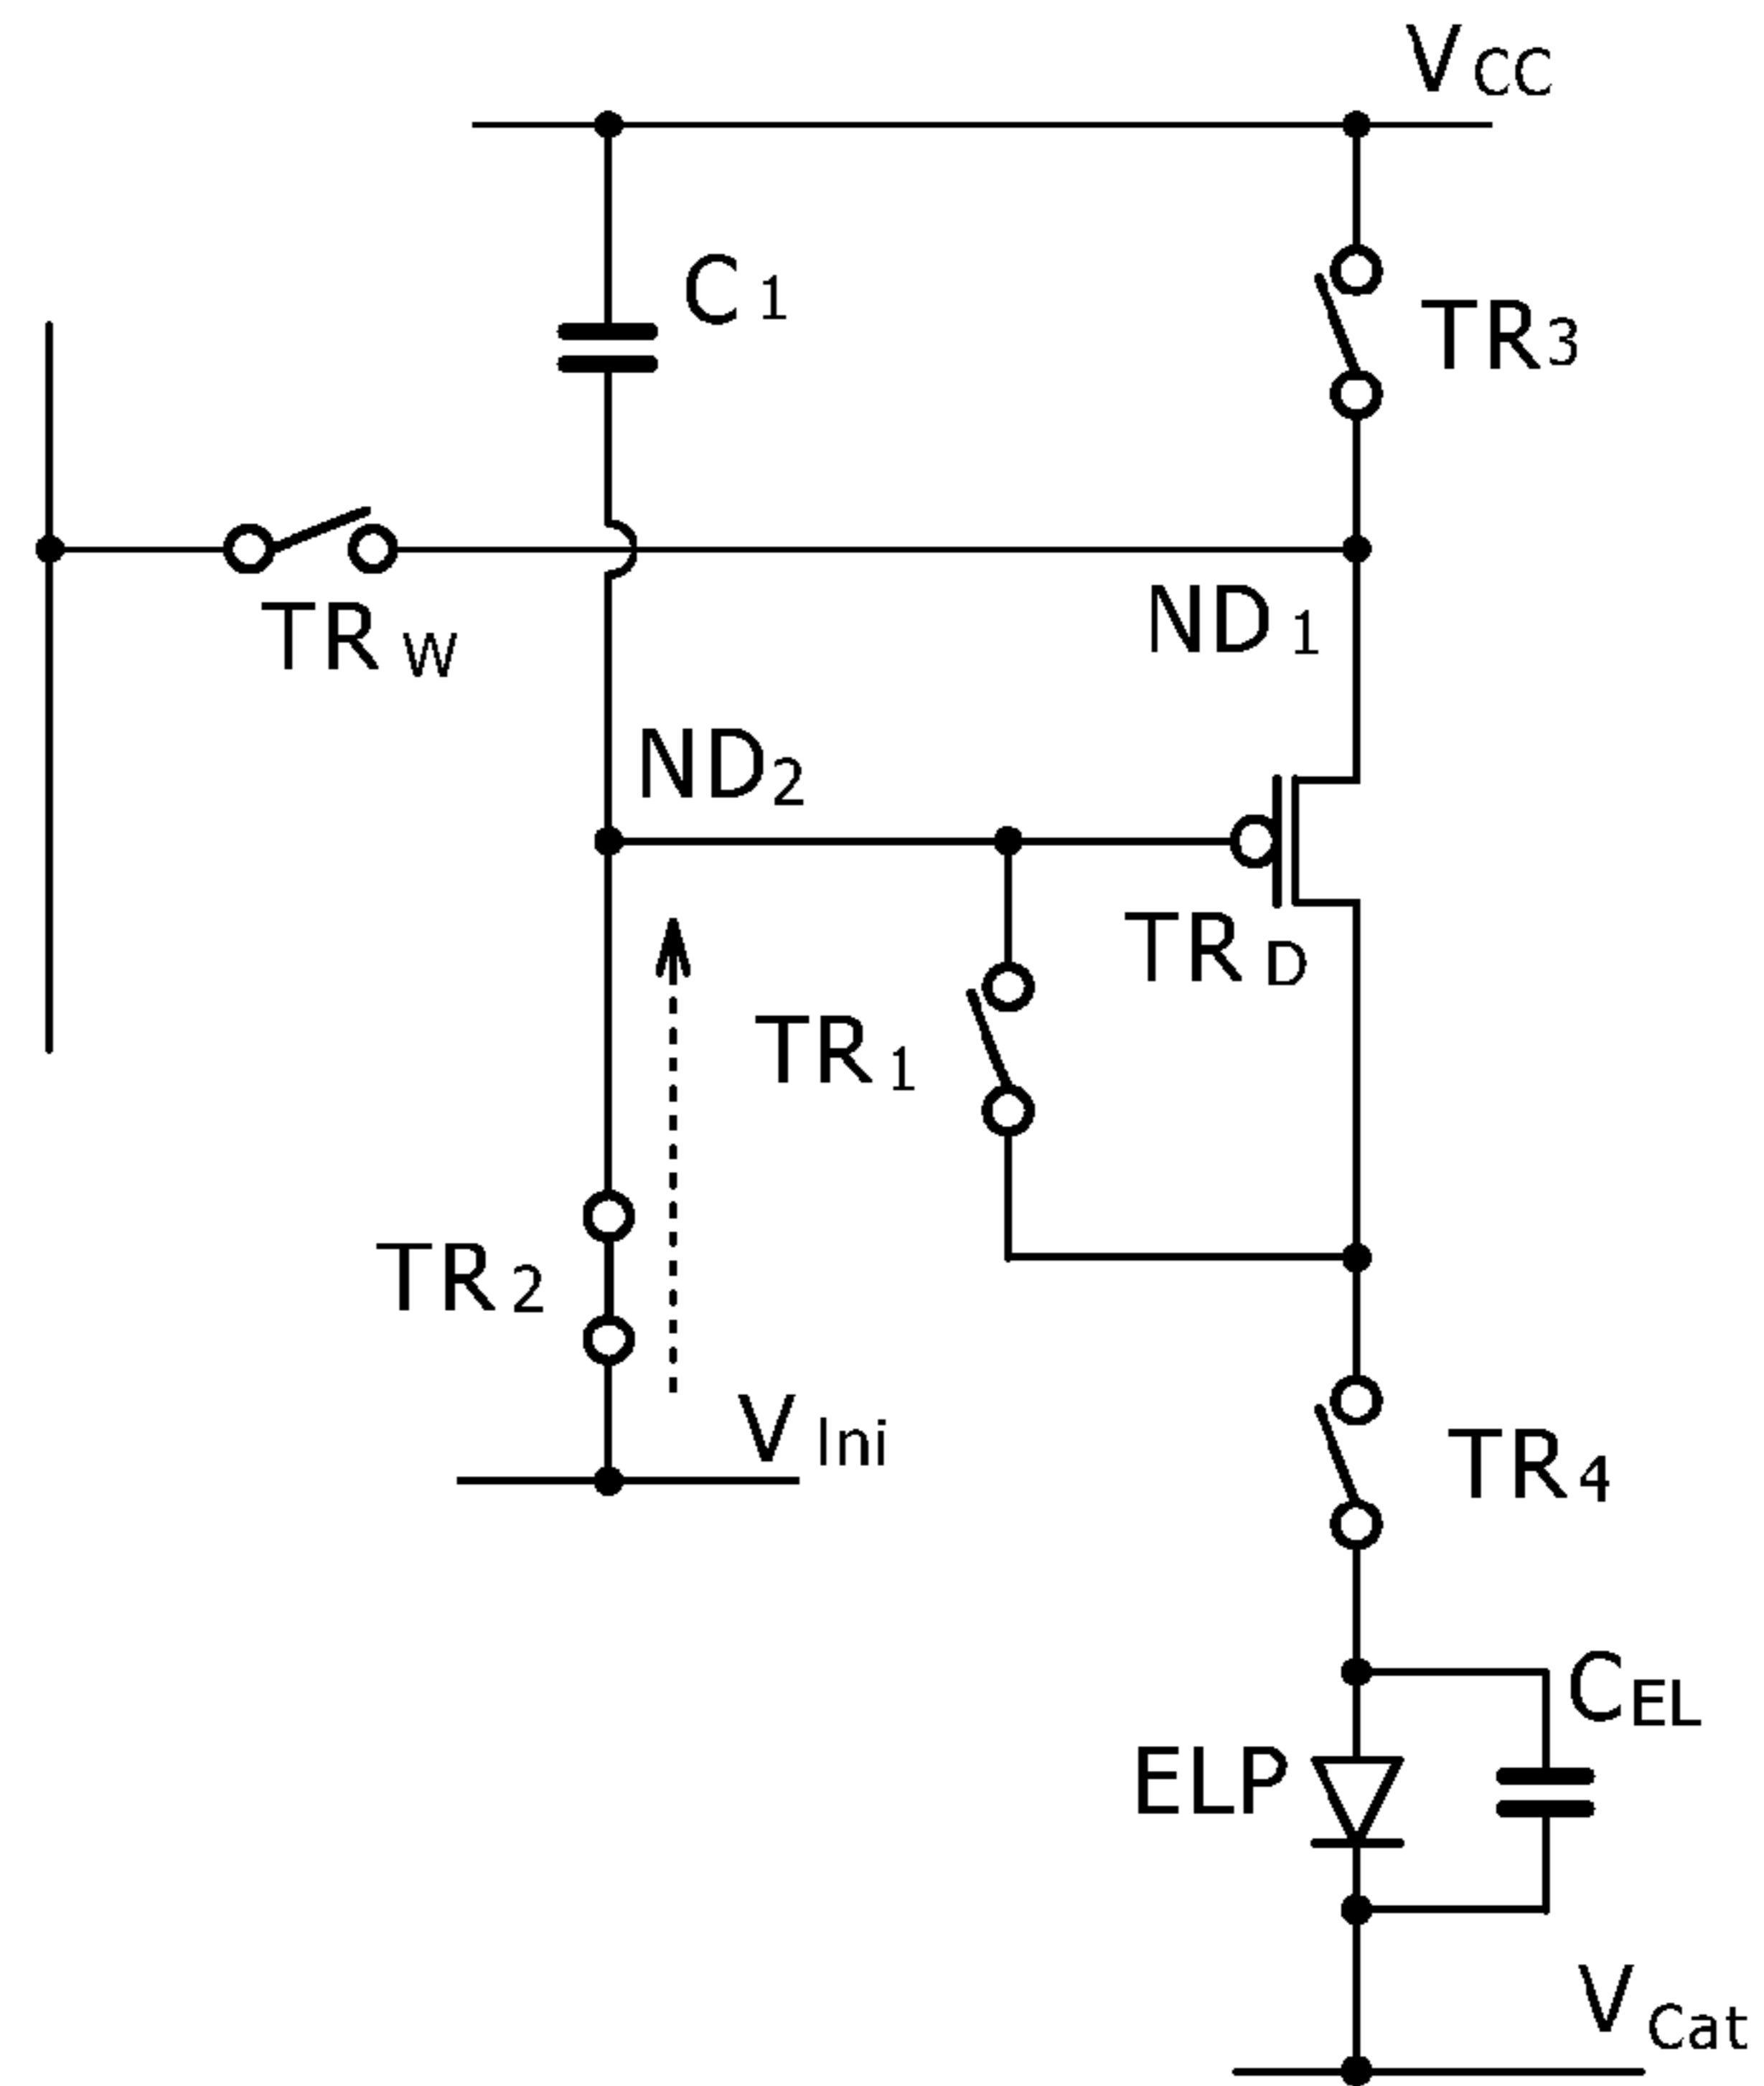 VCC
C1
TR3
TRW
ND1
ND2
TRD
TR1
TR2
VIni
TR4
CEL
ELP
VCat